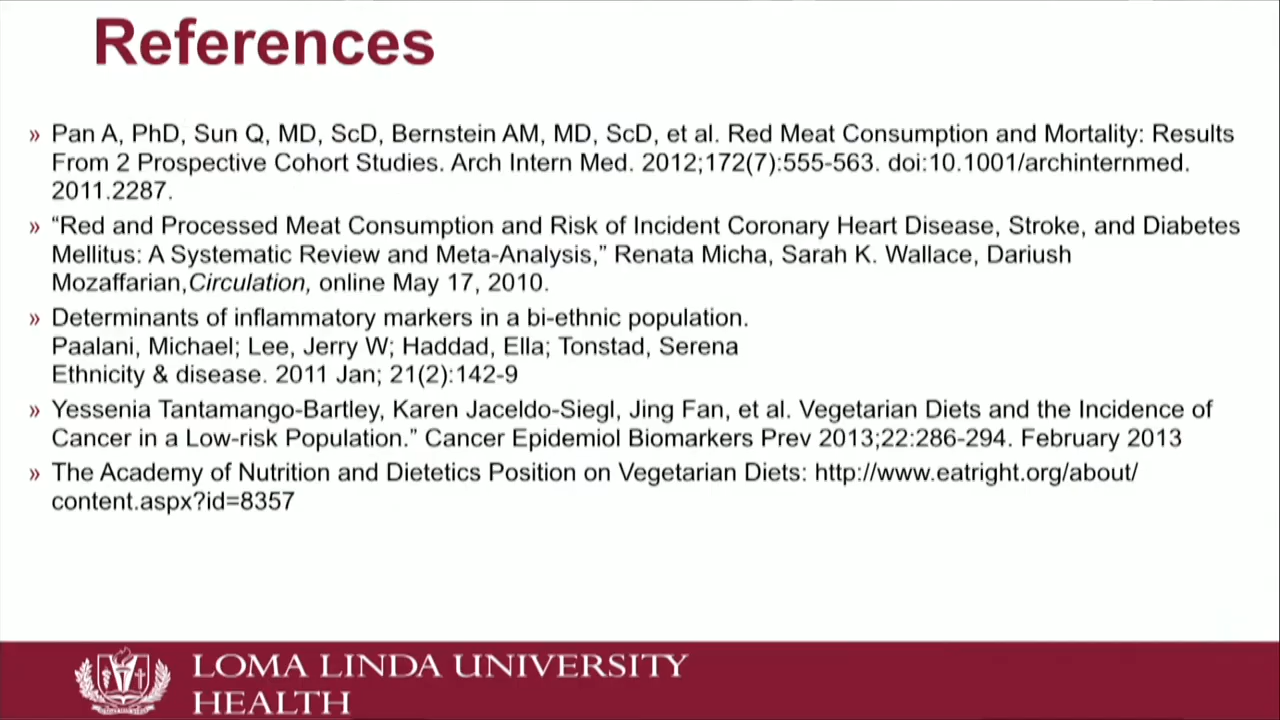 References
» Pan A, PhD, Sun Q, MD, ScD, Bernstein AM, MD, ScD, et al. Red Meat Consumption and Mortality: Results
From 2 Prospective Cohort Studies. Arch Intern Med. 2012;172(7):555-563. doi:10.1001/archinternmed.
2011.2287.
» “Red and Processed Meat Consumption and Risk of Incident Coronary Heart Disease, Stroke, and Diabetes
Mellitus: A Systematic Review and Meta-Analysis,” Renata Micha, Sarah K. Wallace, Dariush
Mozaffarian,Circulation, online May 17, 2010.
» Determinants of inflammatory markers in a bi-ethnic population.
Paalani, Michael; Lee, Jerry W; Haddad, Ella; Tonstad, Serena
Ethnicity & disease. 2011 Jan; 21(2):142-9
» Yessenia Tantamango-Bartley, Karen Jaceldo-Siegl, Jing Fan, et al. Vegetarian Diets and the Incidence of
Cancer in a Low-risk Population.” Cancer Epidemiol Biomarkers Prev 2013;22:286-294. February 2013
» The Academy of Nutrition and Dietetics Position on Vegetarian Diets: http://www.eatright.org/about/
content.aspx?id=8357
LOMA LINDA UNIVERSITY
HEALTH